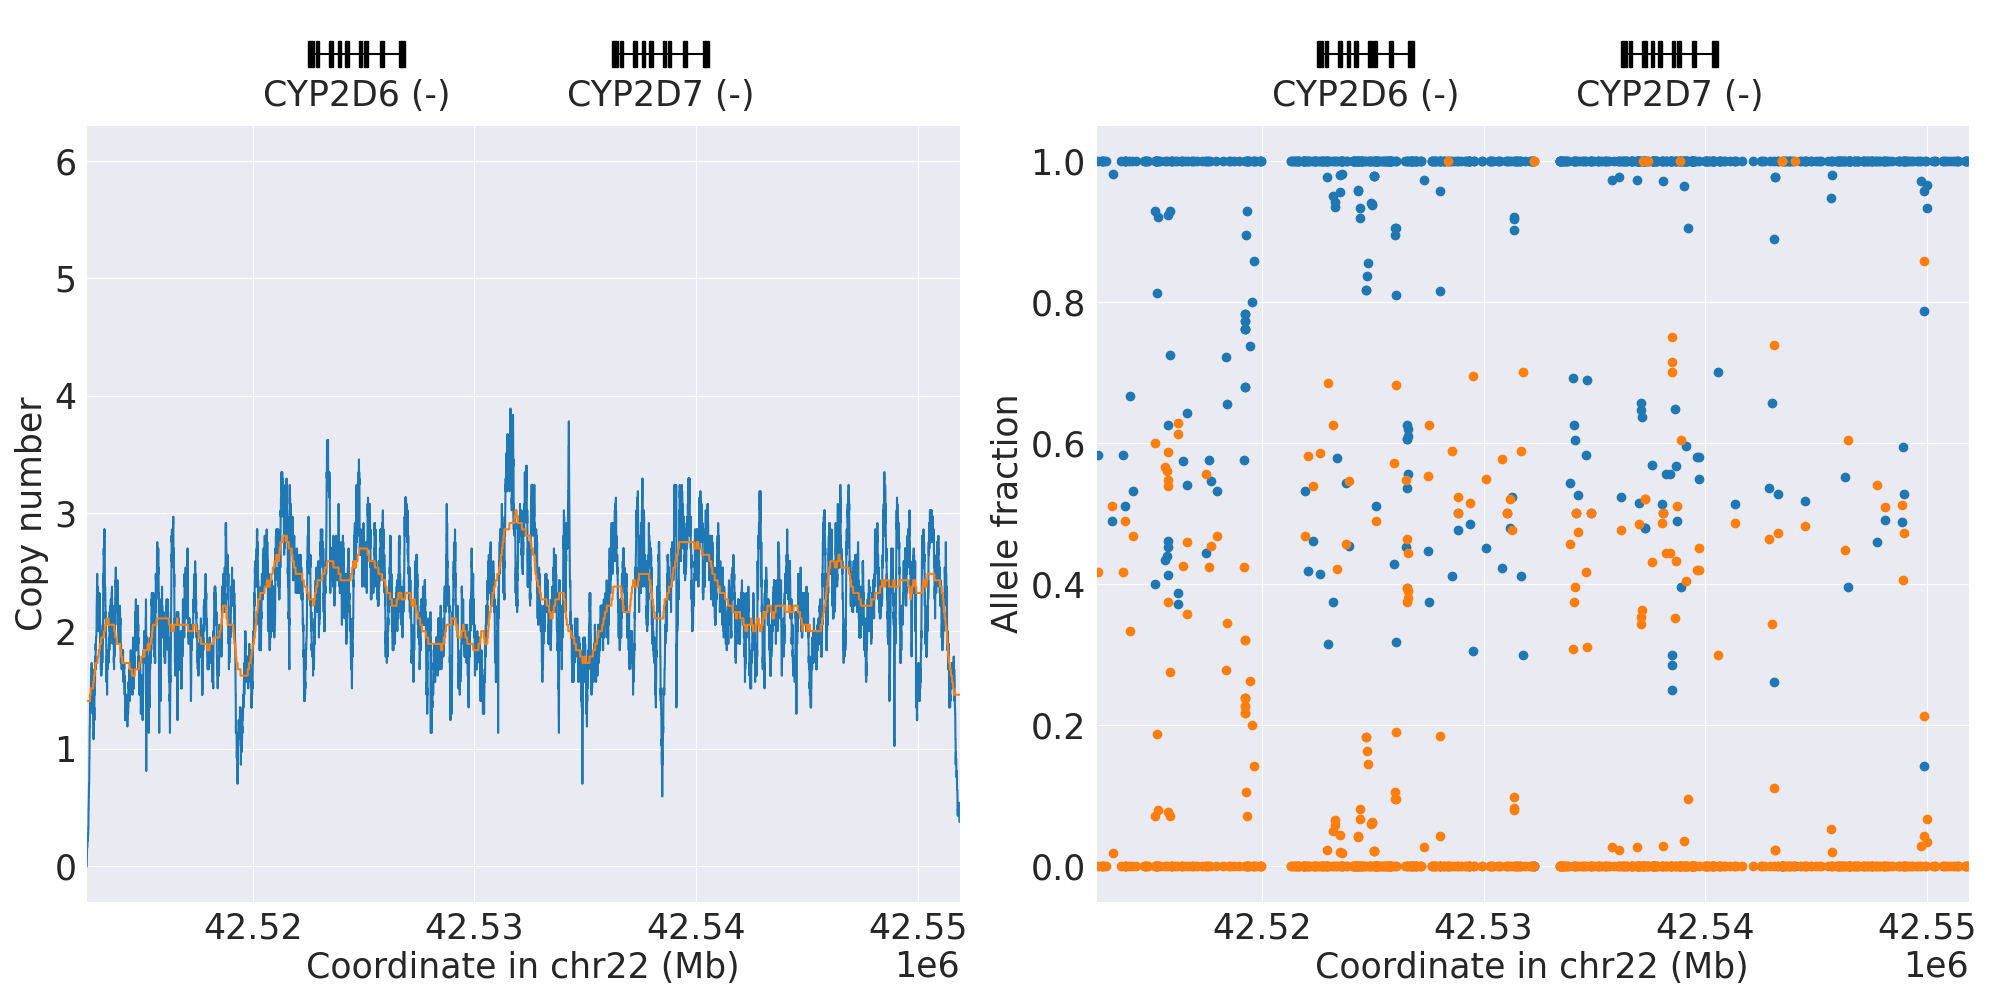 CYP2D6 (-) CYP2D7 (-)
6
5
4
3
2
1
0
Copy number
42.52 42.53 42.54 42.55
Coordinate in chr22 (Mb)
1e6
CYP2D6 (-) CYP2D7 (-)
1.0
0.8
0.6
0.4
0.2
0.0
Allele fraction
42.52 42.53 42.54 42.55
Coordinate in chr22 (Mb)
1e6